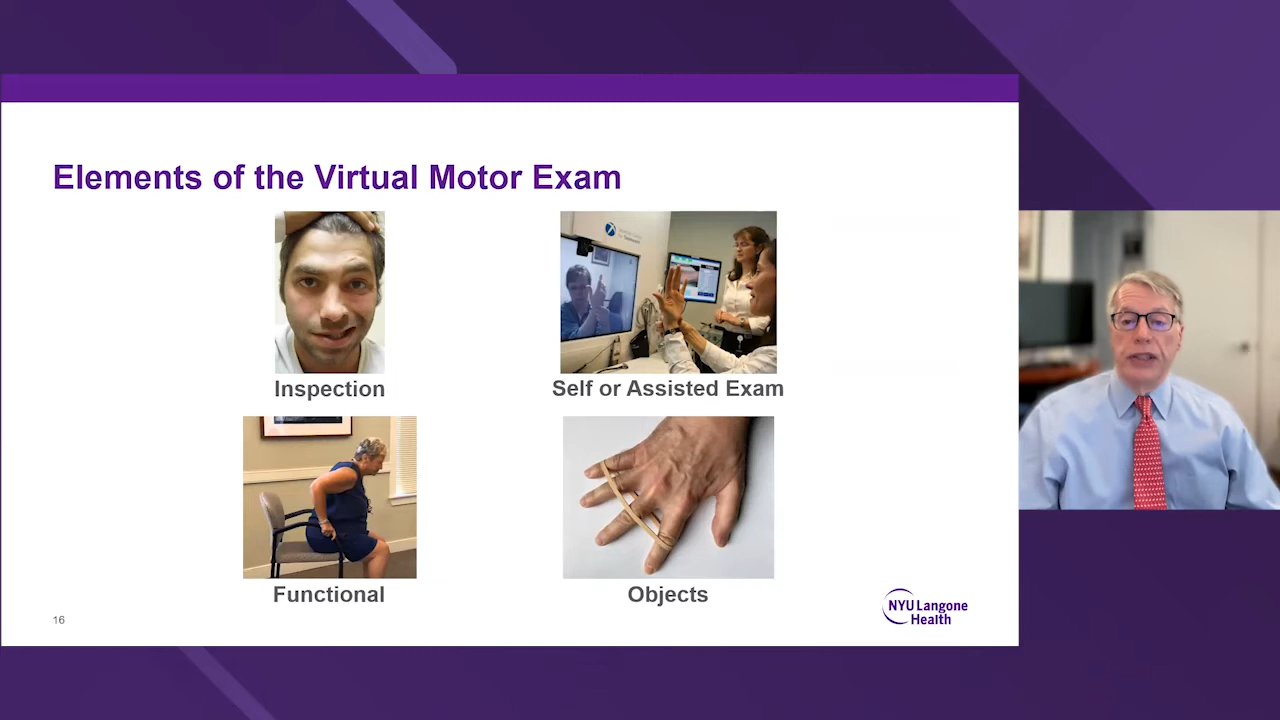 Elements of the Virtual Motor Exam
Inspection
Self or Assisted Exam
Functional
Objects
16
NYU Langone
Health